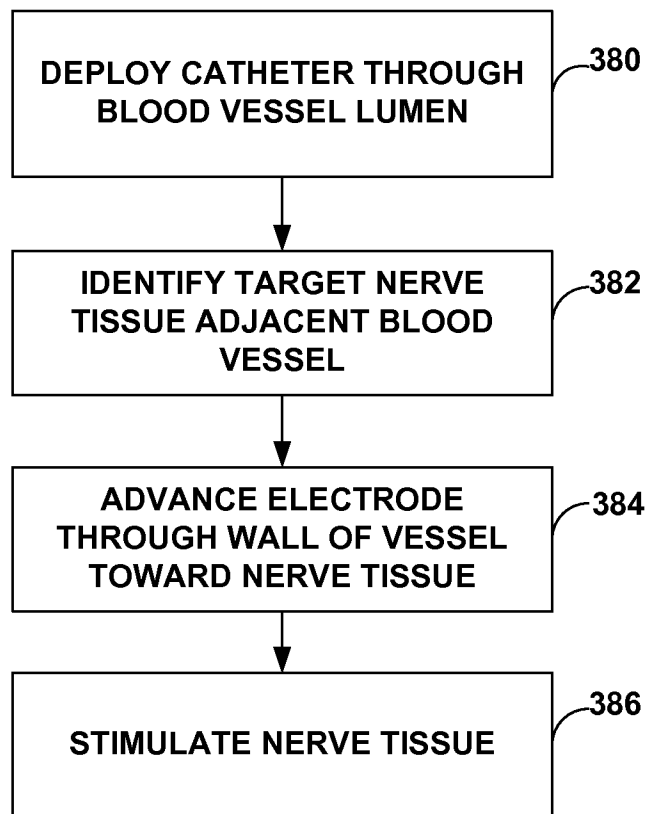 DEPLOY CATHETER THROUGH
BLOOD VESSEL LUMEN
380
IDENTIFY TARGET NERVE
TISSUE ADJACENT BLOOD
VESSEL
382
ADVANCE ELECTRODE
THROUGH WALL OF VESSEL
TOWARD NERVE TISSUE
384
STIMULATE NERVE TISSUE
386